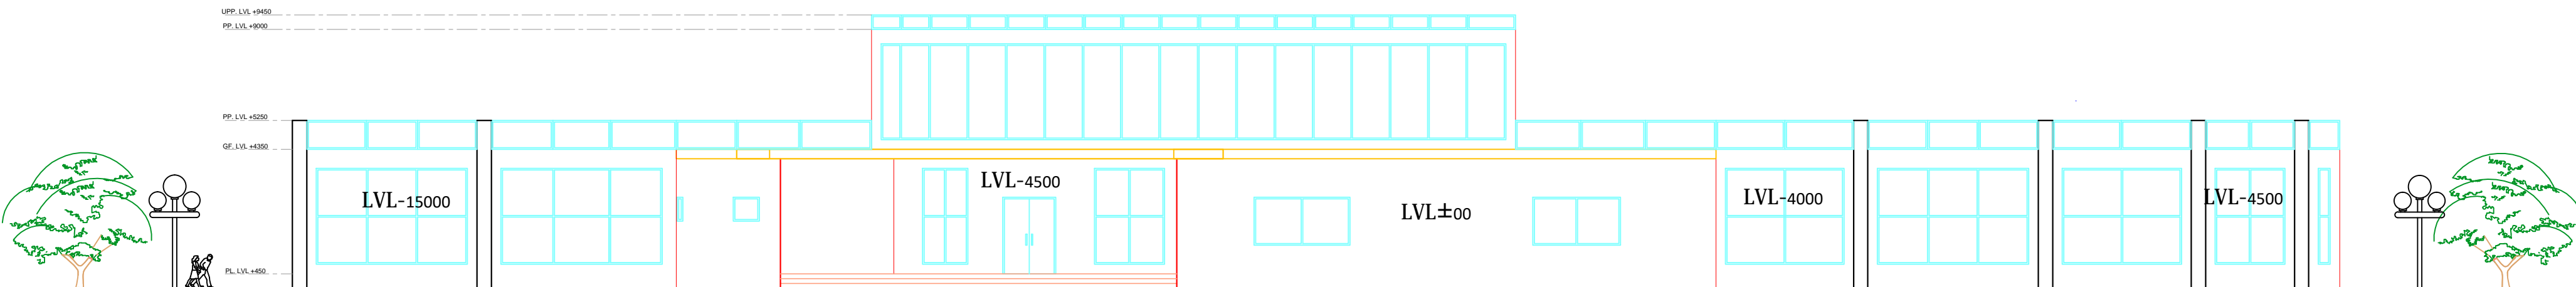 UPP. LVL +9450
PP. LVL +9000
PP. LVL +5250
GF. LVL +4350
LVL-15000
LVL-4500
LVL±00
LVL-4000
LVL-4500
PL. LVL +450